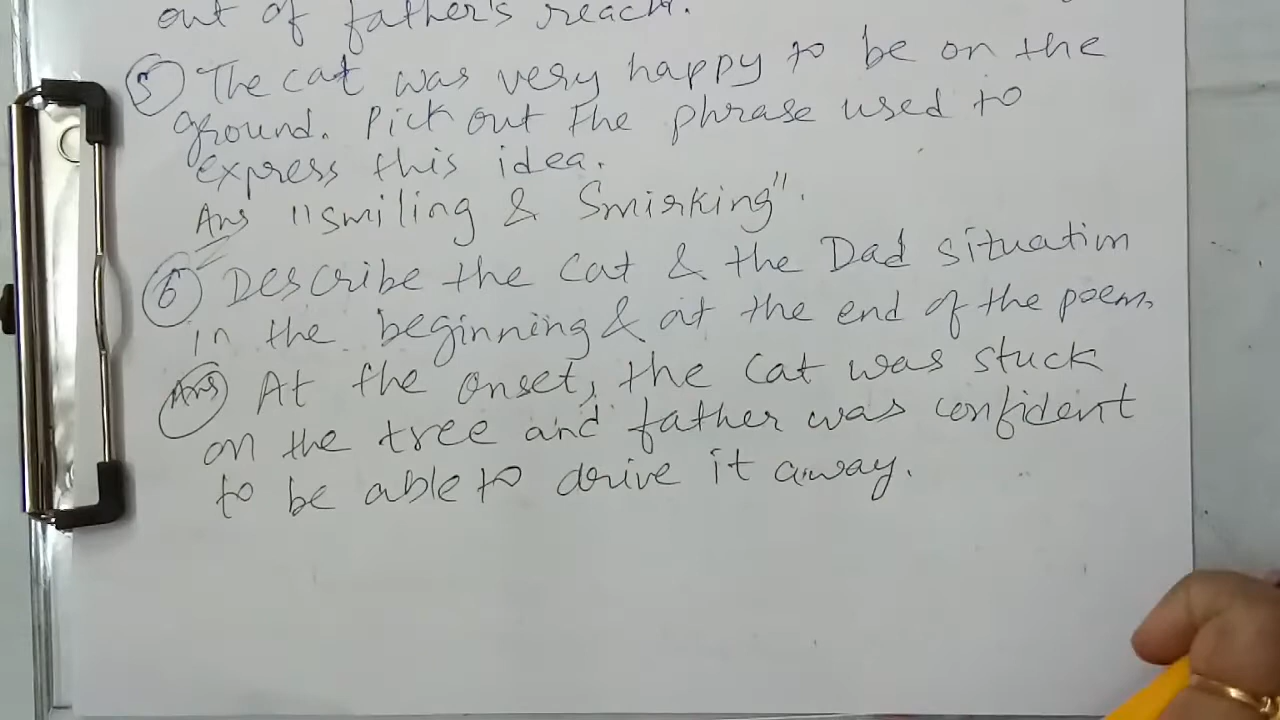 out of father's reach.
5 The cat was very happy to be on the
ground. Pick out the phrase used to
express this idea.
Ans "Smiling & Smirking".
6 Describe the cat & the Dad situation
in the beginning & at the end of the poem.
Ans At the onset, the cat was stuck
on the tree and father was confident
to be able to drive it away.